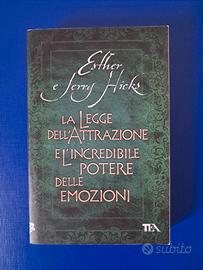 Esther
e Jerry Hicks
LA LEGGE
DELL'ATTRAZIONE
E L'INCREDIBILE
POTERE
DELLE
EMOZIONI
TEA
subito